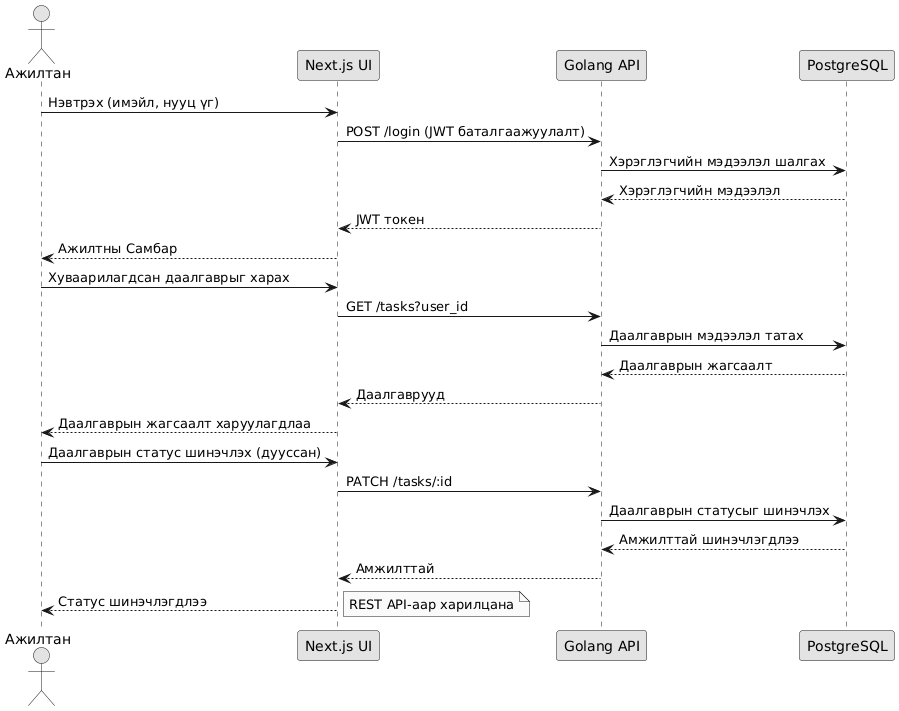 Ажилтан
Next.js UI
Golang API
PostgreSQL
Нэвтрэх (имэйл, нууц үг)
POST /login (JWT баталгаажуулалт)
Хэрэглэгчийн мэдээлэл шалгах
Хэрэглэгчийн мэдээлэл
JWT токен
Ажилтны Самбар
Хуваарилагдсан даалгаврыг харах
GET /tasks?user_id
Даалгаврын мэдээлэл татах
Даалгаврын жагсаалт
Даалгаврууд
Даалгаврын жагсаалт харуулагдлаа
Даалгаврын статус шинэчлэх (дууссан)
PATCH /tasks/:id
Даалгаврын статусыг шинэчлэх
Амжилттай шинэчлэгдлээ
Амжилттай
Статус шинэчлэгдлээ
REST API-аар харилцана
Ажилтан
Next.js UI
Golang API
PostgreSQL